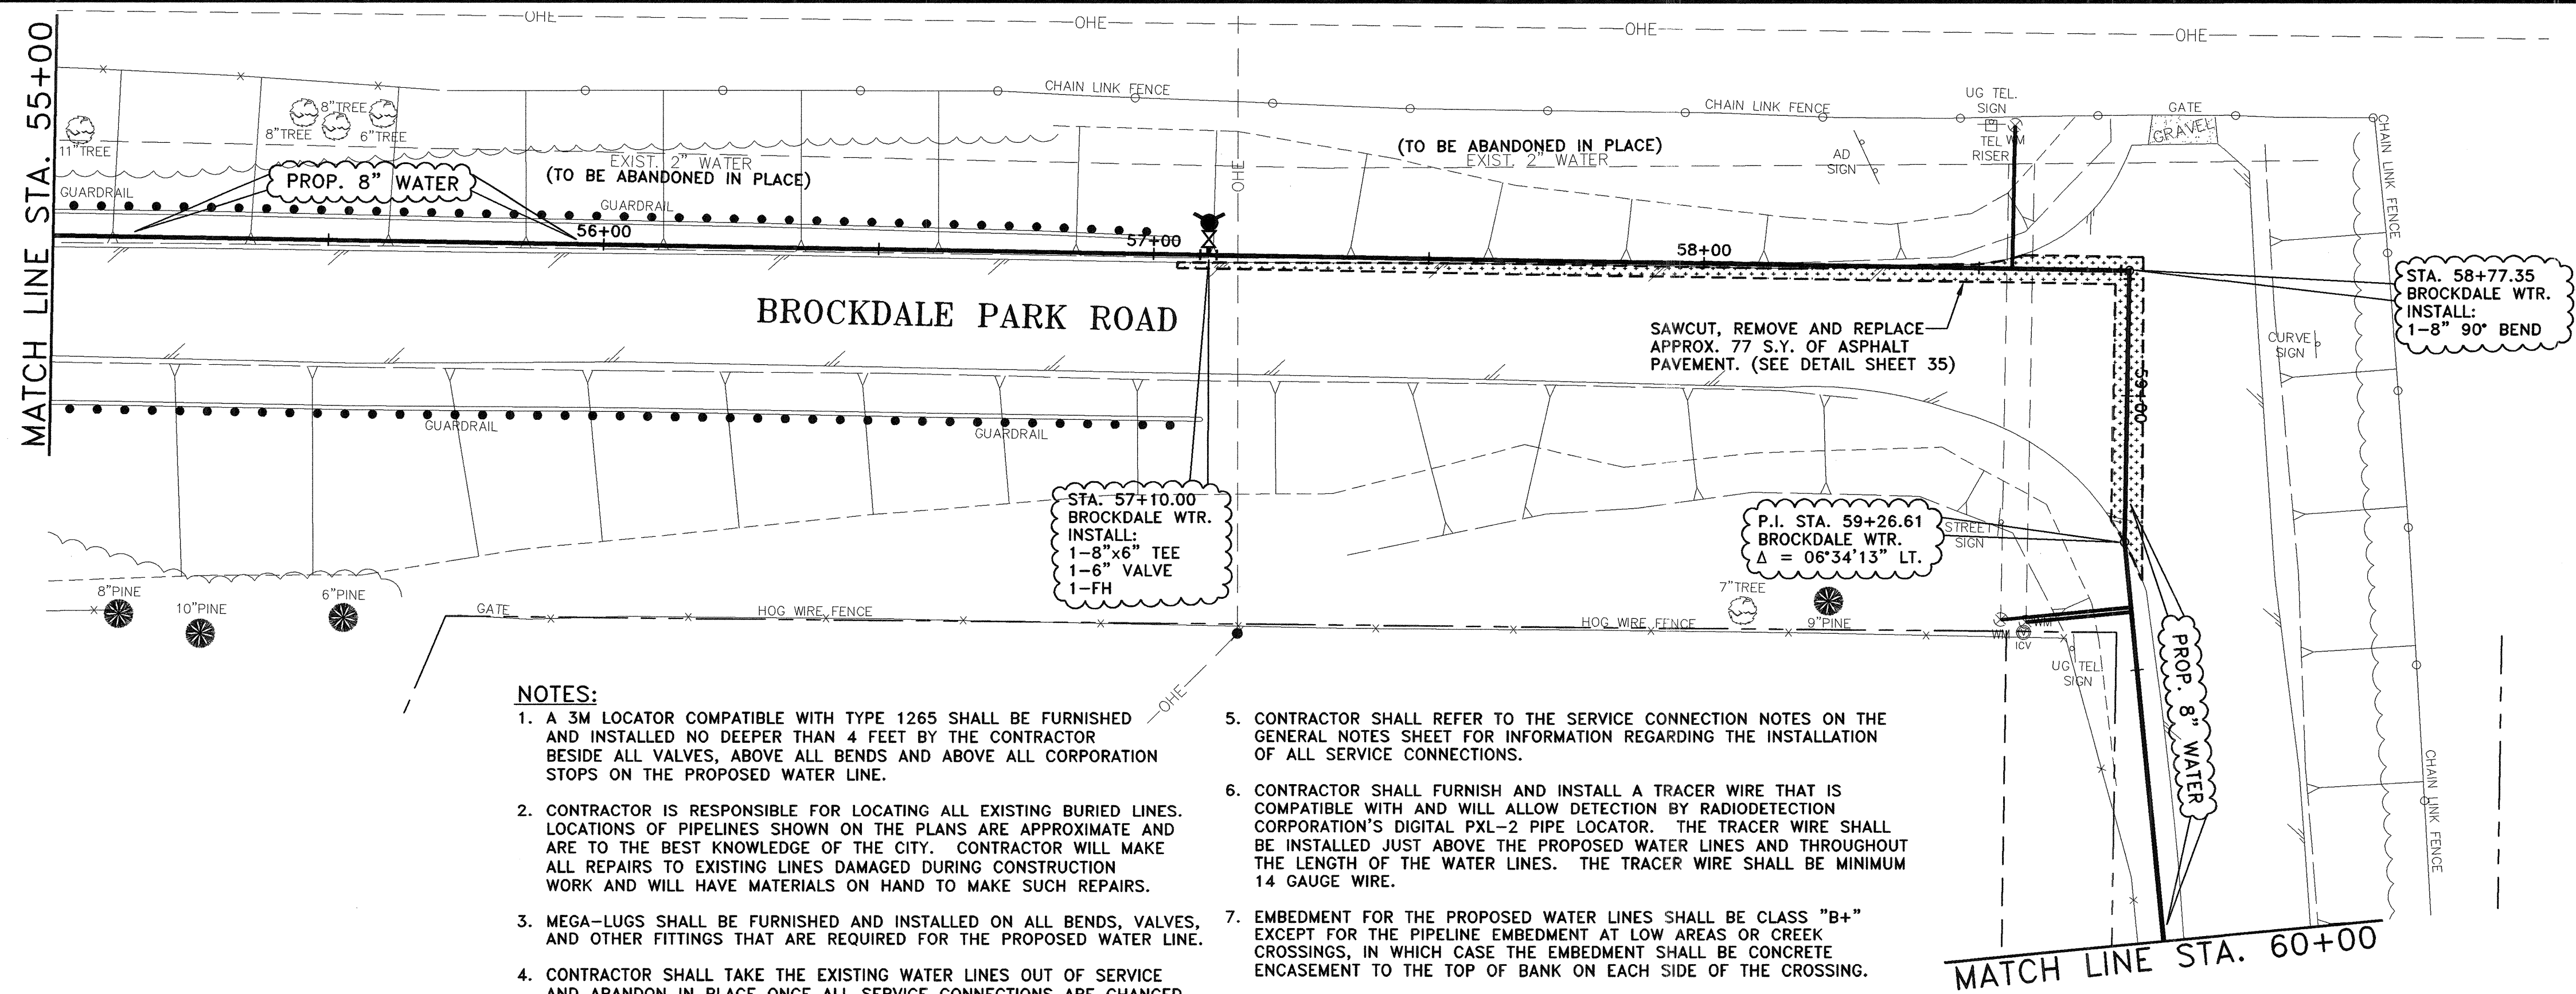 OHE
OHE
OHE
OHE
MATCH LINE STA. 55+00
CHAIN LINK FENCE
CHAIN LINK FENCE
UG TEL.
SIGN
GATE
GRAVEL
CHAIN LINK FENCE
8"TREE
8"TREE
6"TREE
11"TREE
TEL
RISER
WM
AD
SIGN
OHE
EXIST. 2" WATER
(TO BE ABANDONED IN PLACE)
(TO BE ABANDONED IN PLACE)
EXIST. 2" WATER
PROP. 8" WATER
GUARDRAIL
GUARDRAIL
56+00
57+00
58+00
BROCKDALE PARK ROAD
STA. 58+77.35
BROCKDALE WTR.
INSTALL:
1-8" 90° BEND
SAWCUT, REMOVE AND REPLACE
APPROX. 77 S.Y. OF ASPHALT
PAVEMENT. (SEE DETAIL SHEET 35)
CURVE
SIGN
59+00
GUARDRAIL
GUARDRAIL
STA. 57+10.00
BROCKDALE WTR.
INSTALL:
1-8"x6" TEE
1-6" VALVE
1-FH
P.I. STA. 59+26.61
BROCKDALE WTR.
Δ = 06°34'13" LT.
STREET
SIGN
8"PINE
10"PINE
6"PINE
GATE
HOG WIRE FENCE
HOG WIRE FENCE
7"TREE
9"PINE
WM
WM
ICV
UG TEL.
SIGN
PROP. 8" WATER
CHAIN LINK FENCE
OHE
MATCH LINE STA. 60+00
NOTES:
1. A 3M LOCATOR COMPATIBLE WITH TYPE 1265 SHALL BE FURNISHED
AND INSTALLED NO DEEPER THAN 4 FEET BY THE CONTRACTOR
BESIDE ALL VALVES, ABOVE ALL BENDS AND ABOVE ALL CORPORATION
STOPS ON THE PROPOSED WATER LINE.
2. CONTRACTOR IS RESPONSIBLE FOR LOCATING ALL EXISTING BURIED LINES.
LOCATIONS OF PIPELINES SHOWN ON THE PLANS ARE APPROXIMATE AND
ARE TO THE BEST KNOWLEDGE OF THE CITY. CONTRACTOR WILL MAKE
ALL REPAIRS TO EXISTING LINES DAMAGED DURING CONSTRUCTION
WORK AND WILL HAVE MATERIALS ON HAND TO MAKE SUCH REPAIRS.
3. MEGA-LUGS SHALL BE FURNISHED AND INSTALLED ON ALL BENDS, VALVES,
AND OTHER FITTINGS THAT ARE REQUIRED FOR THE PROPOSED WATER LINE.
4. CONTRACTOR SHALL TAKE THE EXISTING WATER LINES OUT OF SERVICE
AND ABANDON IN PLACE ONCE ALL SERVICE CONNECTIONS ARE CHANGED
5. CONTRACTOR SHALL REFER TO THE SERVICE CONNECTION NOTES ON THE
GENERAL NOTES SHEET FOR INFORMATION REGARDING THE INSTALLATION
OF ALL SERVICE CONNECTIONS.
6. CONTRACTOR SHALL FURNISH AND INSTALL A TRACER WIRE THAT IS
COMPATIBLE WITH AND WILL ALLOW DETECTION BY RADIODETECTION
CORPORATION'S DIGITAL PXL-2 PIPE LOCATOR. THE TRACER WIRE SHALL
BE INSTALLED JUST ABOVE THE PROPOSED WATER LINES AND THROUGHOUT
THE LENGTH OF THE WATER LINES. THE TRACER WIRE SHALL BE MINIMUM
14 GAUGE WIRE.
7. EMBEDMENT FOR THE PROPOSED WATER LINES SHALL BE CLASS "B+"
EXCEPT FOR THE PIPELINE EMBEDMENT AT LOW AREAS OR CREEK
CROSSINGS, IN WHICH CASE THE EMBEDMENT SHALL BE CONCRETE
ENCASEMENT TO THE TOP OF BANK ON EACH SIDE OF THE CROSSING.